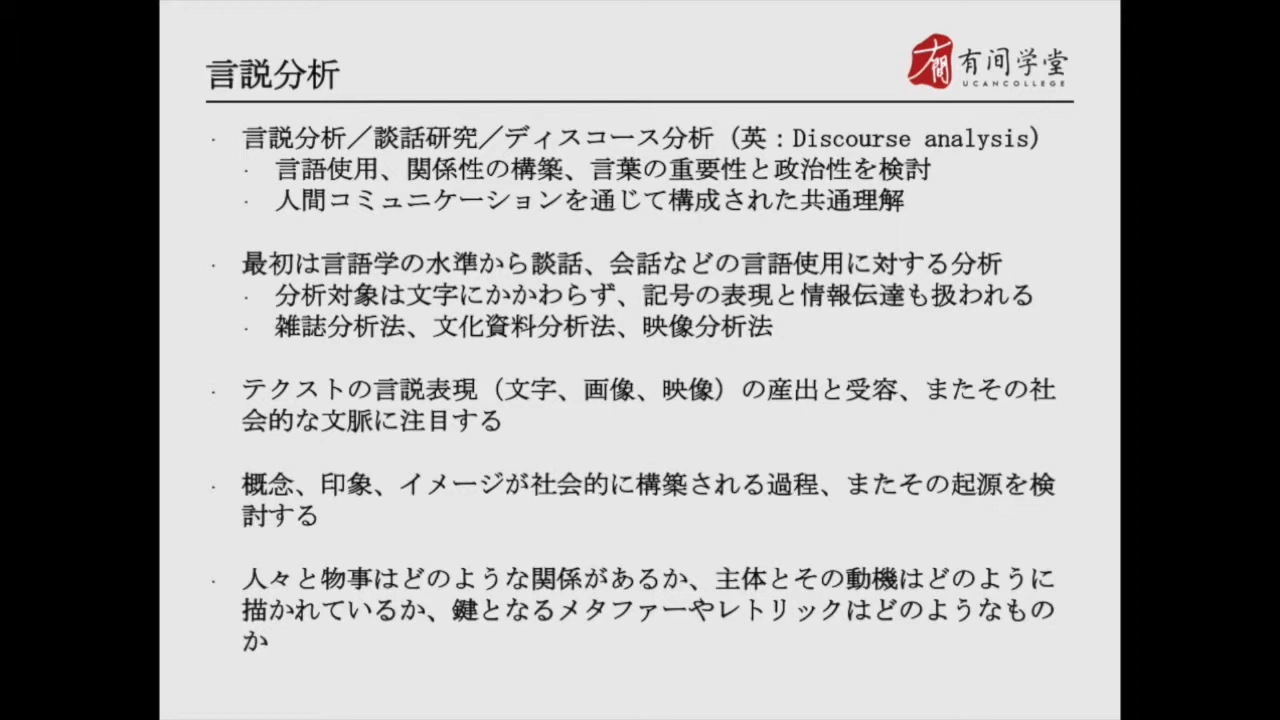 言説分析
有间学堂
UCANCOLLEGE
· 言説分析／談話研究／ディスコース分析（英：Discourse analysis）
· 言語使用、関係性の構築、言葉の重要性と政治性を検討
· 人間コミュニケーションを通じて構成された共通理解
· 最初は言語学の水準から談話、会話などの言語使用に対する分析
· 分析対象は文字にかかわらず、記号の表現と情報伝達も扱われる
· 雑誌分析法、文化資料分析法、映像分析法
· テクストの言説表現（文字、画像、映像）の産出と受容、またその社
会的な文脈に注目する
· 概念、印象、イメージが社会的に構築される過程、またその起源を検
討する
· 人々と物事はどのような関係があるか、主体とその動機はどのように
描かれているか、鍵となるメタファーやレトリックはどのようなもの
か